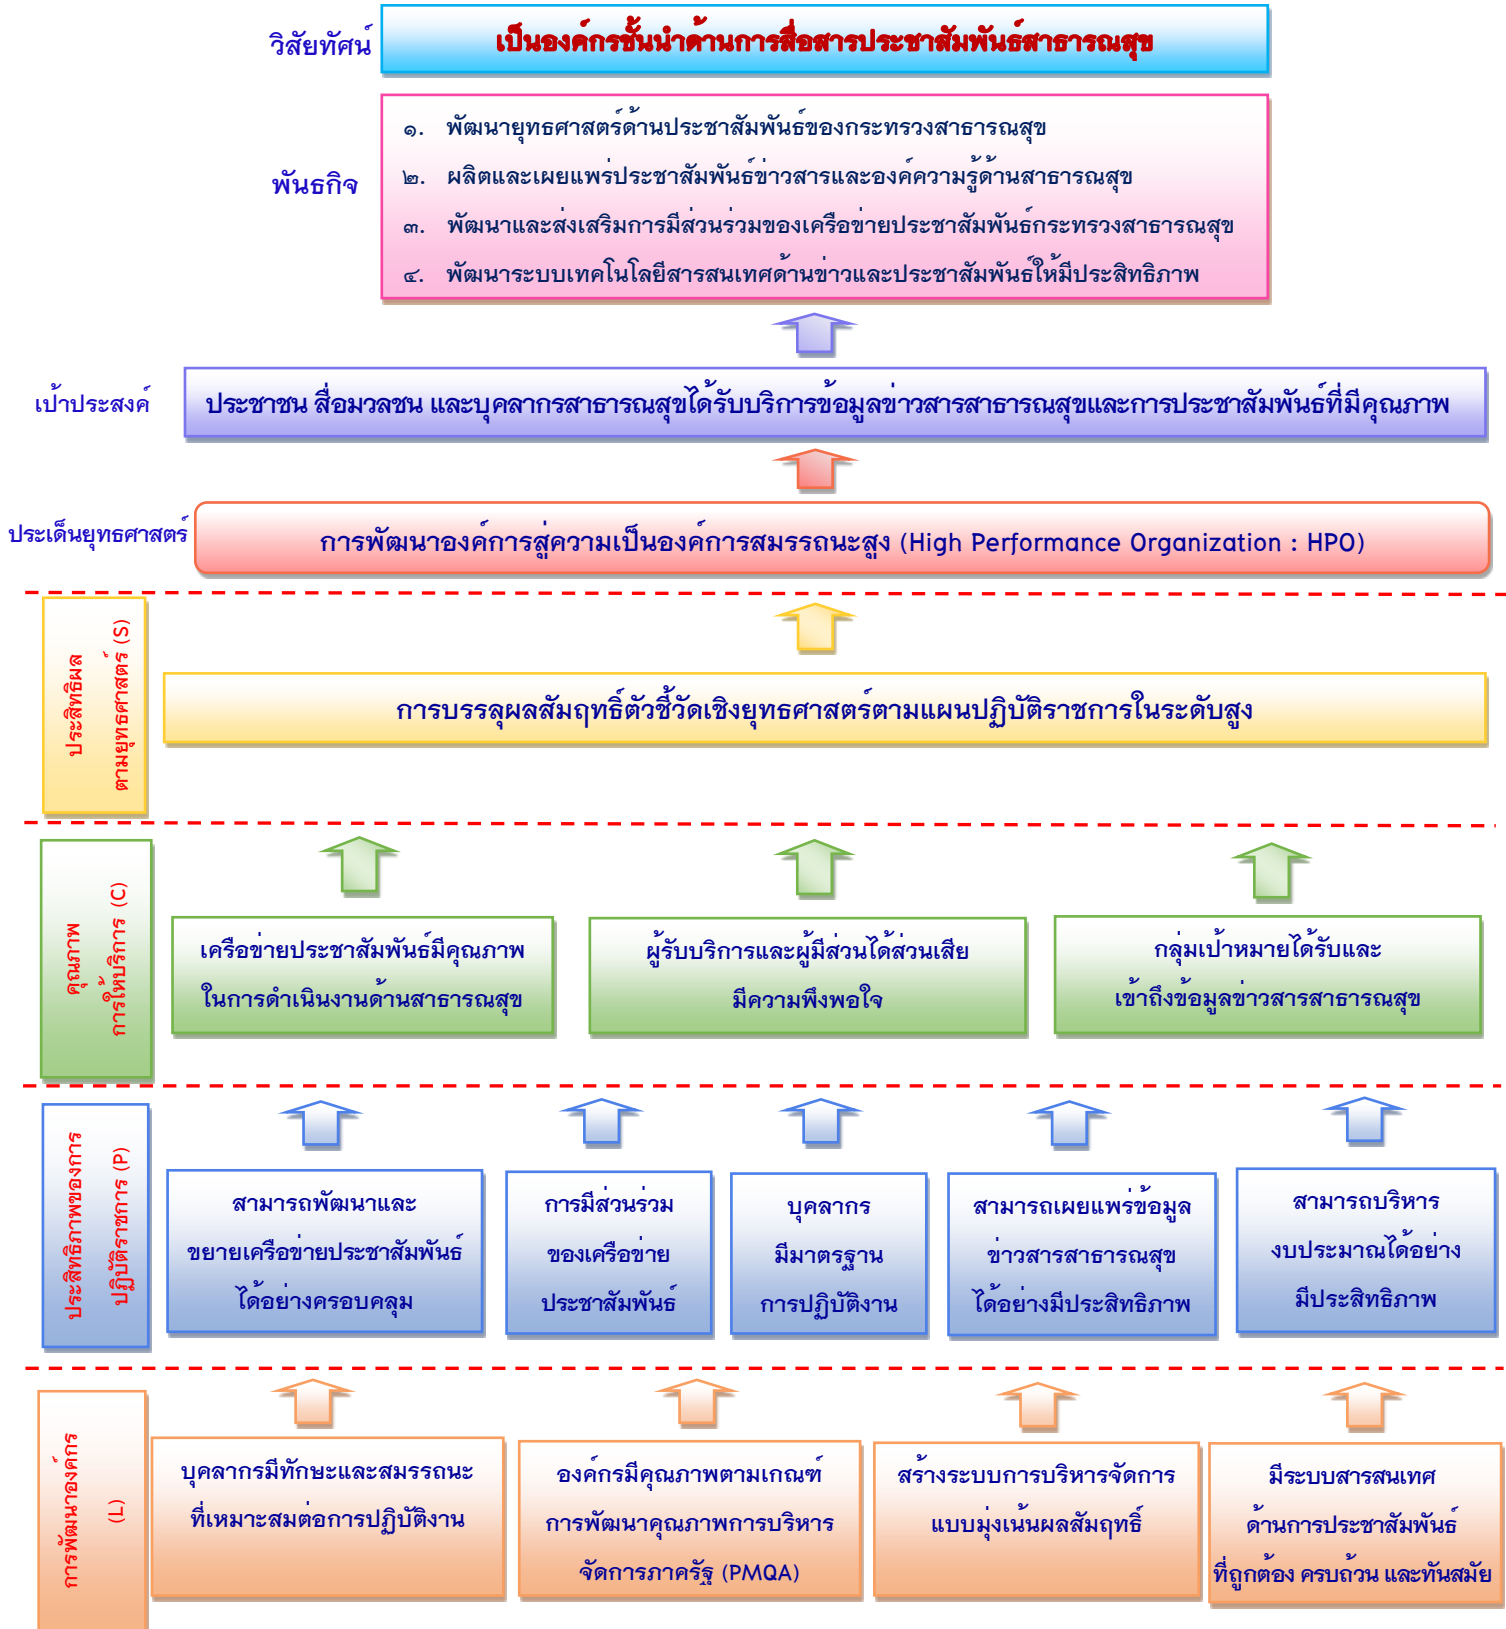 วิสัยทัศน์
เป็นองค์กรชั้นนำด้านการสื่อสารประชาสัมพันธ์สาธารณสุข
พันธกิจ
๑. พัฒนายุทธศาสตร์ด้านประชาสัมพันธ์ของกระทรวงสาธารณสุข
๒. ผลิตและเผยแพร่ประชาสัมพันธ์ข่าวสารและองค์ความรู้ด้านสาธารณสุข
๓. พัฒนาและส่งเสริมการมีส่วนร่วมของเครือข่ายประชาสัมพันธ์กระทรวงสาธารณสุข
๔. พัฒนาระบบเทคโนโลยีสารสนเทศด้านข่าวและประชาสัมพันธ์ให้มีประสิทธิภาพ
เป้าประสงค์
ประชาชน สื่อมวลชน และบุคลากรสาธารณสุขได้รับบริการข้อมูลข่าวสารสาธารณสุขและการประชาสัมพันธ์ที่มีคุณภาพ
ประเด็นยุทธศาสตร์
การพัฒนาองค์การสู่ความเป็นองค์การสมรรถนะสูง (High Performance Organization : HPO)
ประสิทธิผล
ตามยุทธศาสตร์ (S)
การบรรลุผลสัมฤทธิ์ตัวชี้วัดเชิงยุทธศาสตร์ตามแผนปฏิบัติราชการในระดับสูง
คุณภาพ
การให้บริการ (C)
เครือข่ายประชาสัมพันธ์มีคุณภาพ
ในการดำเนินงานด้านสาธารณสุข
ผู้รับบริการและผู้มีส่วนได้ส่วนเสีย
มีความพึงพอใจ
กลุ่มเป้าหมายได้รับและ
เข้าถึงข้อมูลข่าวสารสาธารณสุข
ประสิทธิภาพของการ
ปฏิบัติราชการ (P)
สามารถพัฒนาและ
ขยายเครือข่ายประชาสัมพันธ์
ได้อย่างครอบคลุม
การมีส่วนร่วม
ของเครือข่าย
ประชาสัมพันธ์
บุคลากร
มีมาตรฐาน
การปฏิบัติงาน
สามารถเผยแพร่ข้อมูล
ข่าวสารสาธารณสุข
ได้อย่างมีประสิทธิภาพ
สามารถบริหาร
งบประมาณได้อย่าง
มีประสิทธิภาพ
การพัฒนาองค์กร
(L)
บุคลากรมีทักษะและสมรรถนะ
ที่เหมาะสมต่อการปฏิบัติงาน
องค์กรมีคุณภาพตามเกณฑ์
การพัฒนาคุณภาพการบริหาร
จัดการภาครัฐ (PMQA)
สร้างระบบการบริหารจัดการ
แบบมุ่งเน้นผลสัมฤทธิ์
มีระบบสารสนเทศ
ด้านการประชาสัมพันธ์
ที่ถูกต้อง ครบถ้วน และทันสมัย